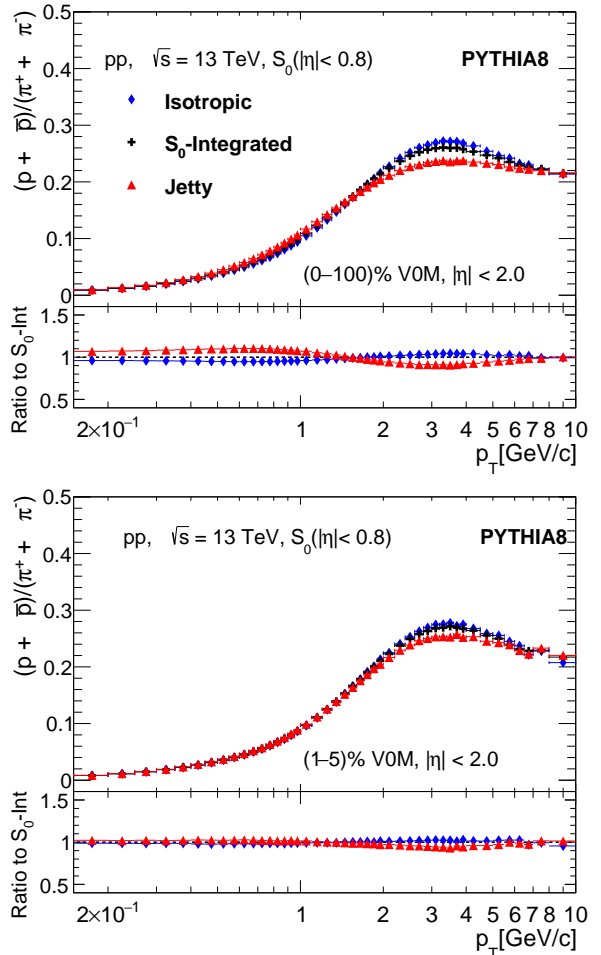 0.5
0.4
0.3
0.2
0.1
0
(p + p̅)/(π⁺ + π⁻)
pp, √s = 13 TeV, S₀(|η|< 0.8)
PYTHIA8
Isotropic
S₀-Integrated
Jetty
(0–100)% V0M, |η| < 2.0
1.5
1
0.5
Ratio to S₀-Int
2×10⁻¹ 1 2 3 4 5 6 7 8 10
p_T[GeV/c]
0.5
0.4
0.3
0.2
0.1
0
(p + p̅)/(π⁺ + π⁻)
pp, √s = 13 TeV, S₀(|η|< 0.8)
PYTHIA8
(1–5)% V0M, |η| < 2.0
1.5
1
0.5
Ratio to S₀-Int
2×10⁻¹ 1 2 3 4 5 6 7 8 10
p_T[GeV/c]